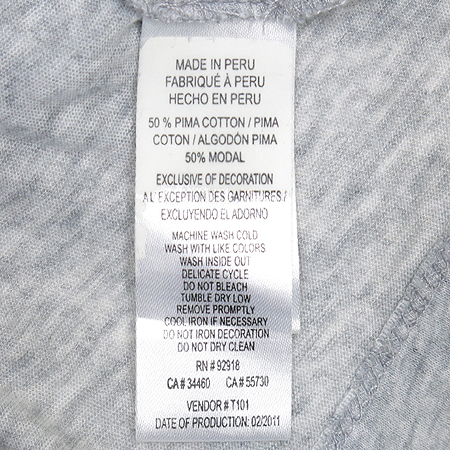 MADE IN PERU
FABRIQUÉ À PERU
HECHO EN PERU
50 % PIMA COTTON / PIMA
COTON / ALGODÓN PIMA
50% MODAL
EXCLUSIVE OF DECORATION
A L'EXCEPTION DES GARNITURES /
EXCLUYENDO EL ADORNO
MACHINE WASH COLD
WASH WITH LIKE COLORS
WASH INSIDE OUT
DELICATE CYCLE
DO NOT BLEACH
TUMBLE DRY LOW
REMOVE PROMPTLY
COOL IRON IF NECESSARY
DO NOT IRON DECORATION
DO NOT DRY CLEAN
RN # 92918
CA # 34460 CA # 55730
VENDOR # T101
DATE OF PRODUCTION: 02/2011